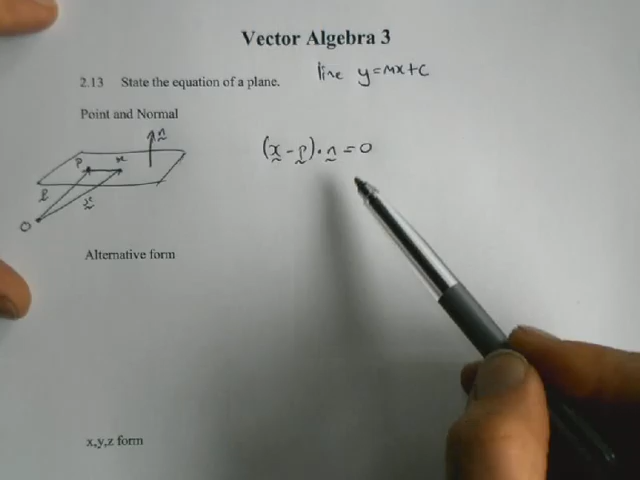 Vector Algebra 3
2.13 State the equation of a plane. line y=mx+c
Point and Normal
n
P x
p
x
O
(x - p) · n = 0
Alternative form
x,y,z form